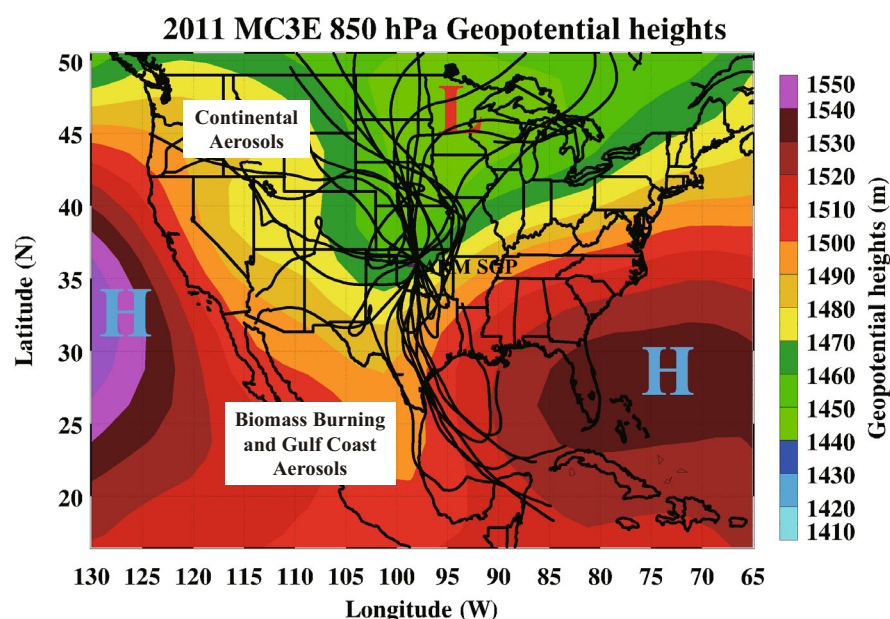 2011 MC3E 850 hPa Geopotential heights
50
45
40
35
30
25
20
Latitude (N)
Continental
Aerosols
L
H
ARM SGP
H
Biomass Burning
and Gulf Coast
Aerosols
130 125 120 115 110 105 100 95 90 85 80 75 70 65
Longitude (W)
1550
1540
1530
1520
1510
1500
1490
1480
1470
1460
1450
1440
1430
1420
1410
Geopotential heights (m)